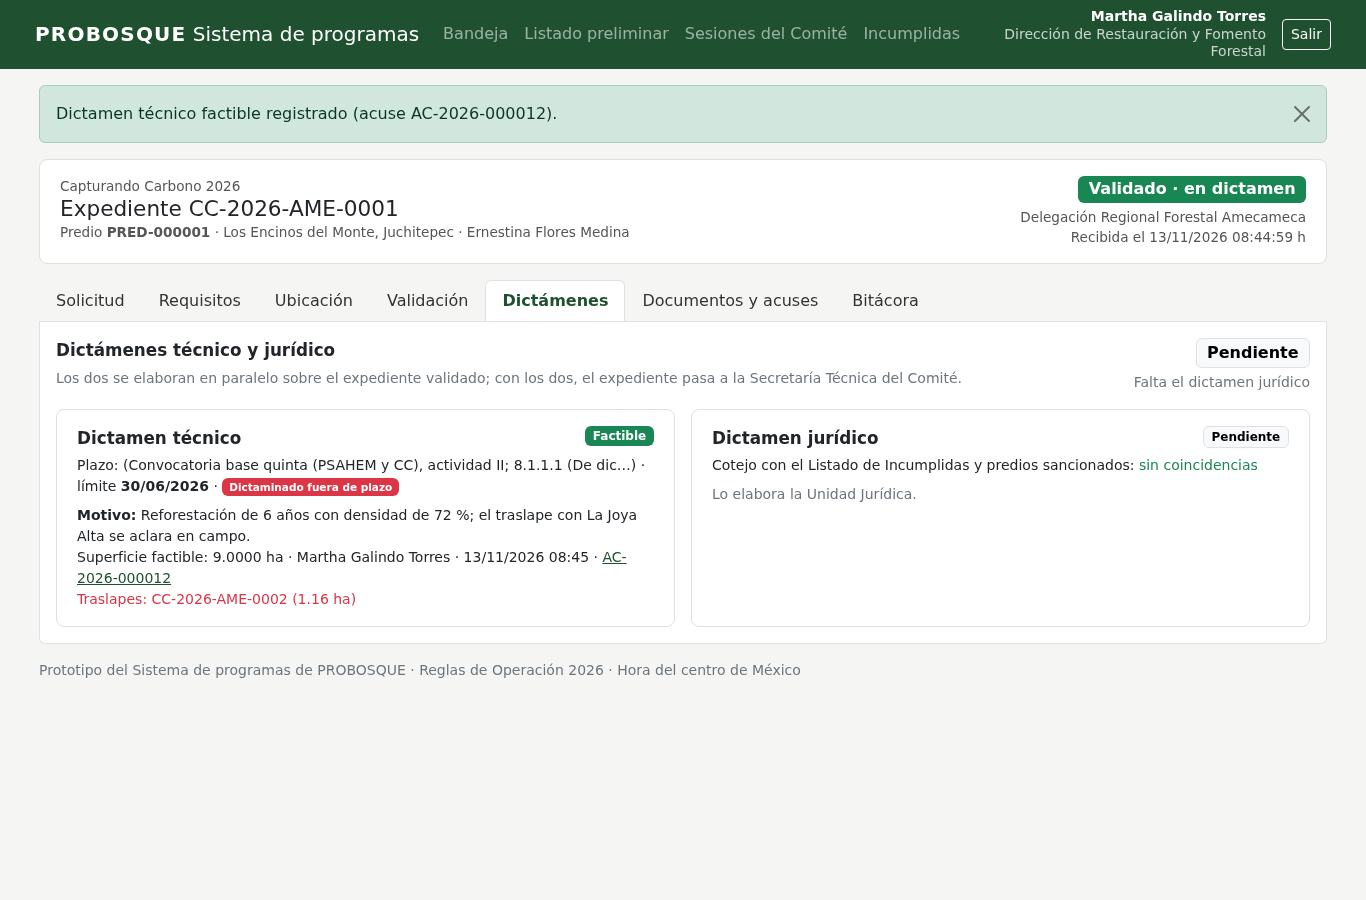 PROBOSQUE Sistema de programas
Bandeja
Listado preliminar
Sesiones del Comité
Incumplidas
Martha Galindo Torres
Dirección de Restauración y Fomento
Forestal
Salir
Dictamen técnico factible registrado (acuse AC-2026-000012).
Capturando Carbono 2026
Expediente CC-2026-AME-0001
Predio PRED-000001 · Los Encinos del Monte, Juchitepec · Ernestina Flores Medina
Validado · en dictamen
Delegación Regional Forestal Amecameca
Recibida el 13/11/2026 08:44:59 h
Solicitud
Requisitos
Ubicación
Validación
Dictámenes
Documentos y acuses
Bitácora
Dictámenes técnico y jurídico
Los dos se elaboran en paralelo sobre el expediente validado; con los dos, el expediente pasa a la Secretaría Técnica del Comité.
Pendiente
Falta el dictamen jurídico
Dictamen técnico
Factible
Plazo: (Convocatoria base quinta (PSAHEM y CC), actividad II; 8.1.1.1 (De dic…) ·
límite 30/06/2026 · Dictaminado fuera de plazo
Motivo: Reforestación de 6 años con densidad de 72 %; el traslape con La Joya
Alta se aclara en campo.
Superficie factible: 9.0000 ha · Martha Galindo Torres · 13/11/2026 08:45 · AC-
2026-000012
Traslapes: CC-2026-AME-0002 (1.16 ha)
Dictamen jurídico
Pendiente
Cotejo con el Listado de Incumplidas y predios sancionados: sin coincidencias
Lo elabora la Unidad Jurídica.
Prototipo del Sistema de programas de PROBOSQUE · Reglas de Operación 2026 · Hora del centro de México